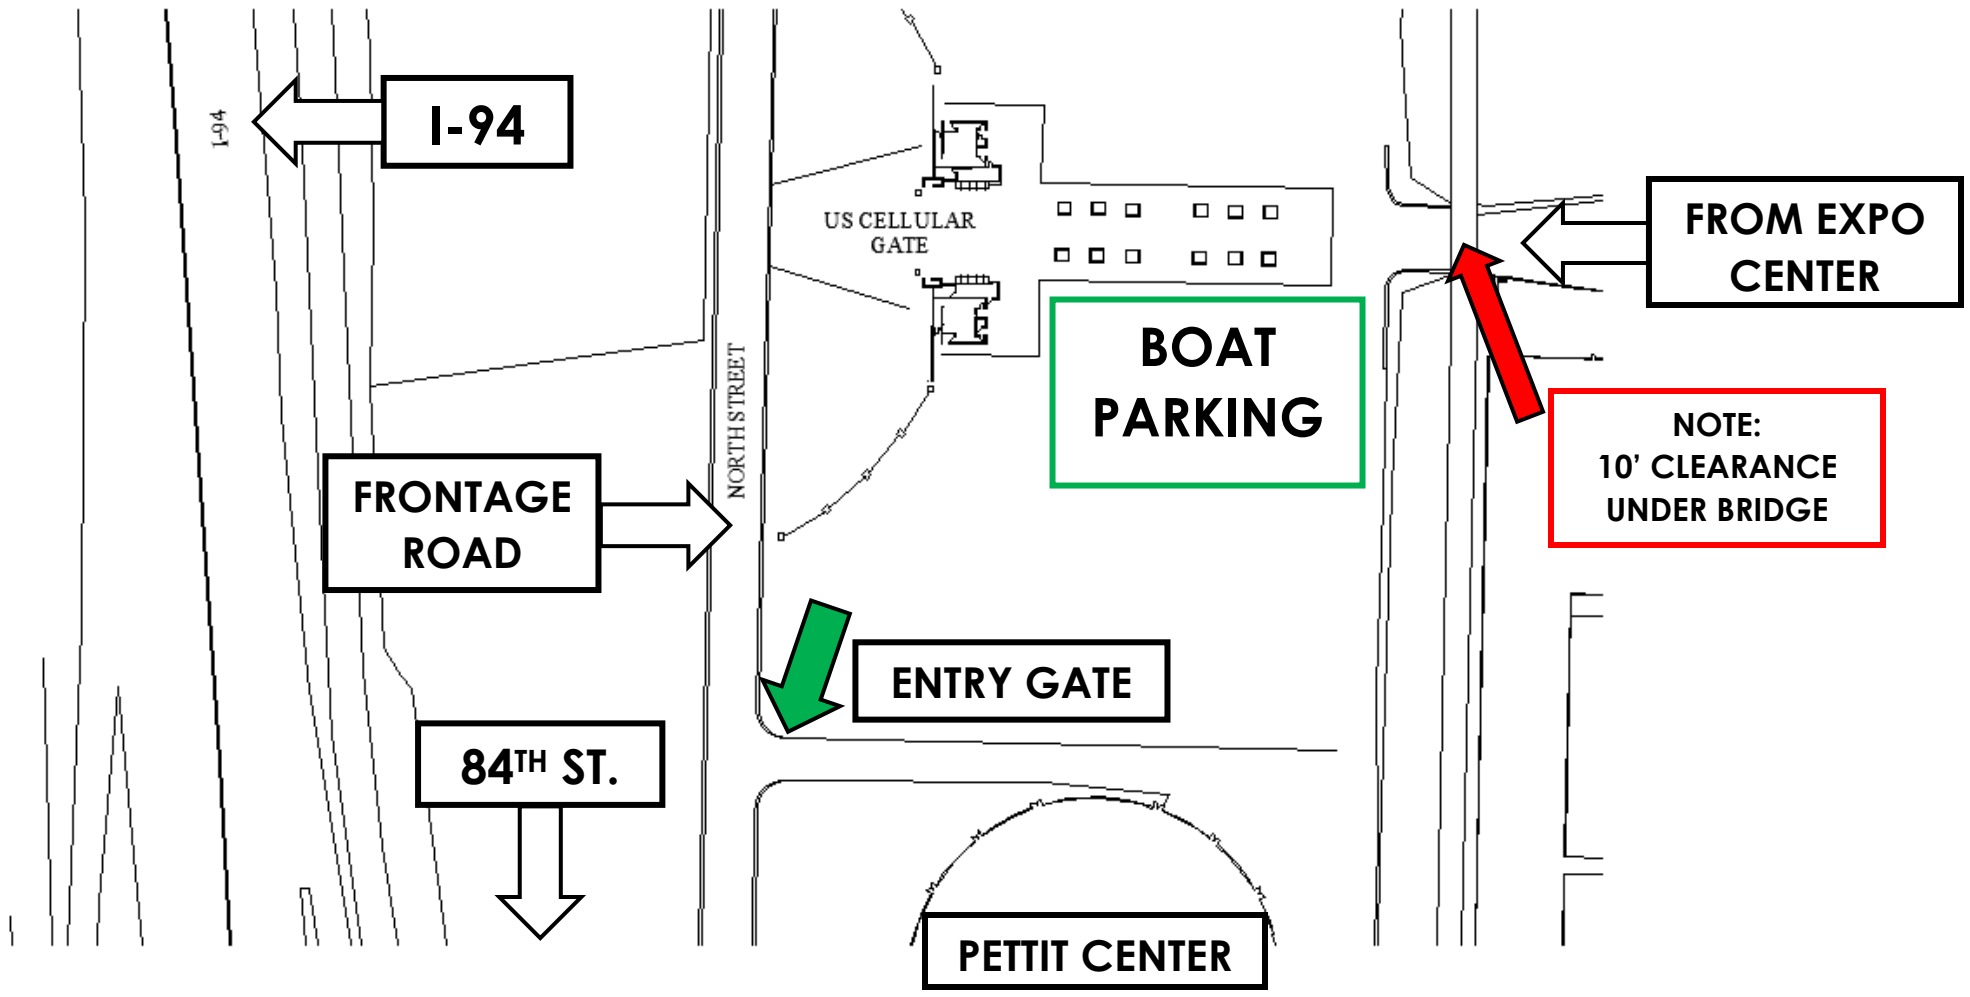 I-94
I-94
US CELLULAR
GATE
FROM EXPO
CENTER
BOAT
PARKING
NORTH STREET
NOTE:
10’ CLEARANCE
UNDER BRIDGE
FRONTAGE
ROAD
ENTRY GATE
84TH ST.
PETTIT CENTER